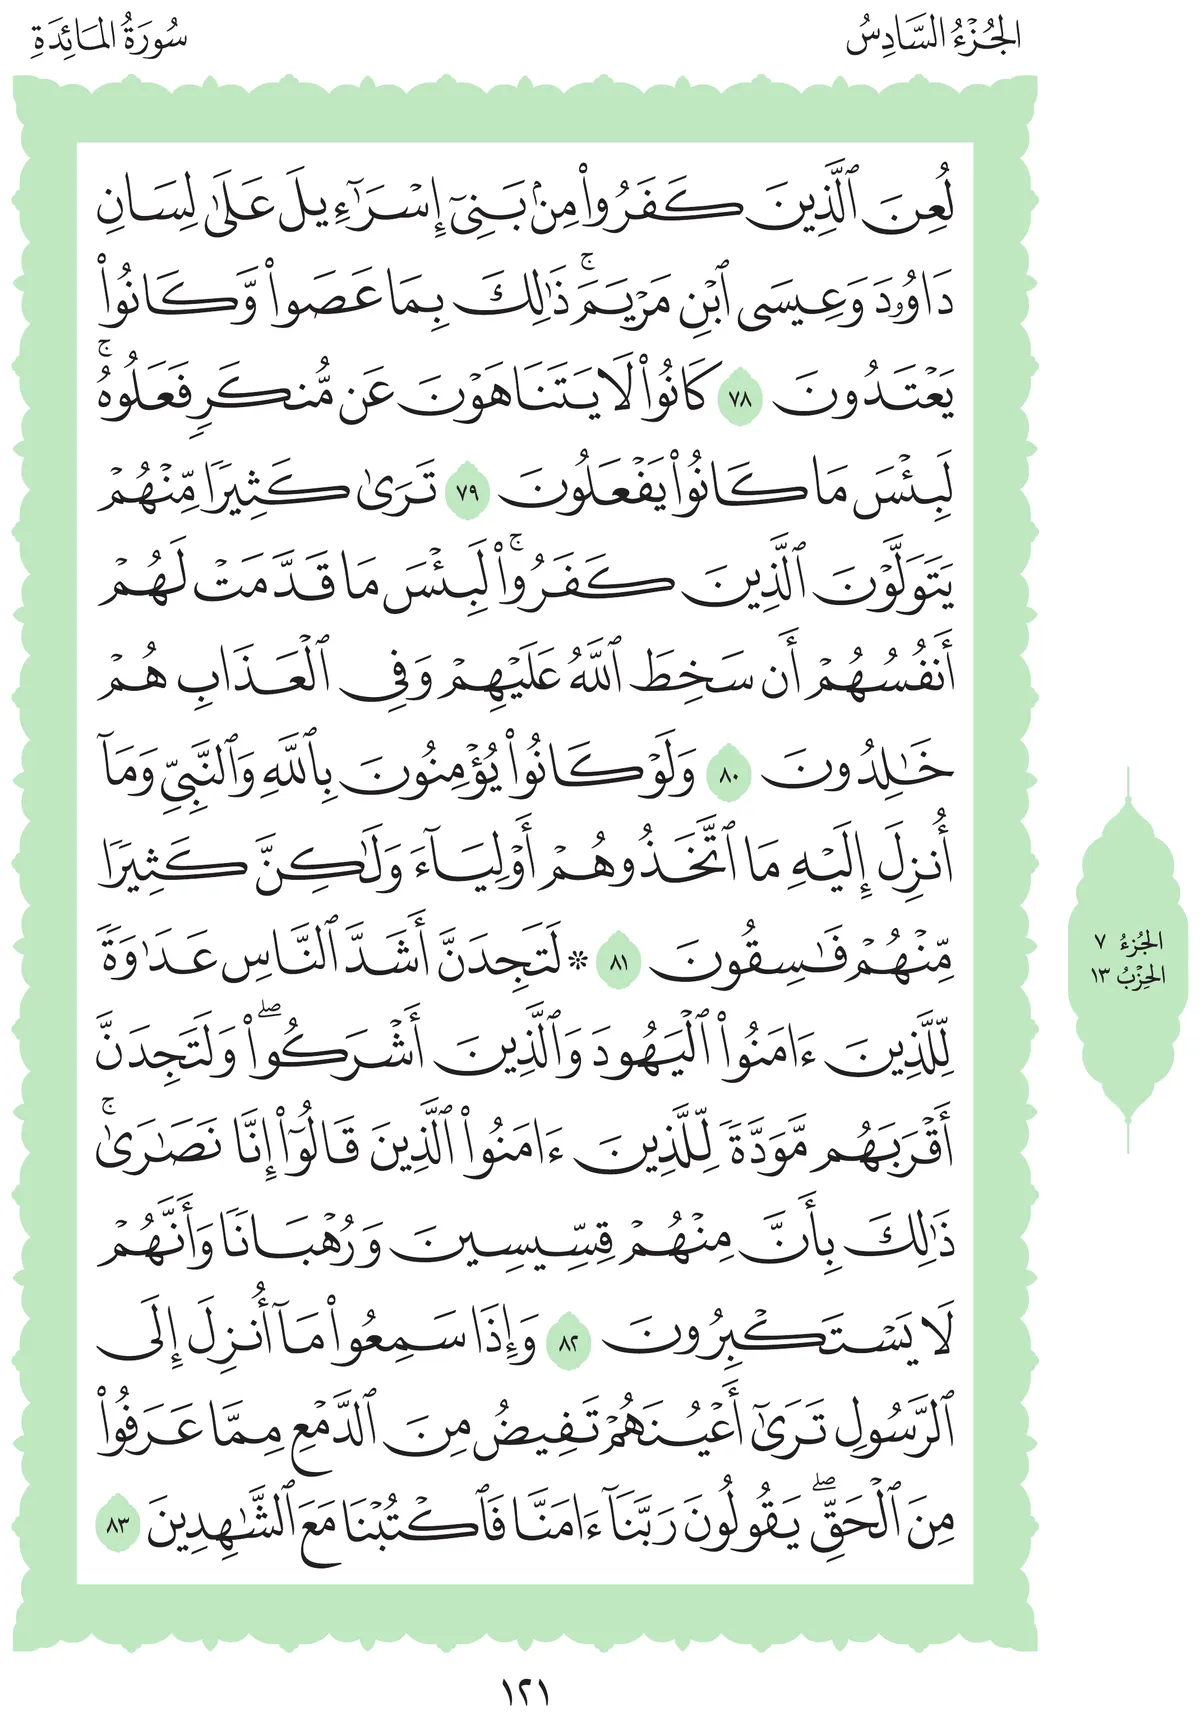 الجُزْءُ السَّادِسُ
سُورَةُ المَائِدَةِ
لُعِنَ ٱلَّذِينَ كَفَرُوا۟ مِنۢ بَنِىٓ إِسْرَٰٓءِيلَ عَلَىٰ لِسَانِ
دَاوُۥدَ وَعِيسَى ٱبْنِ مَرْيَمَ ۚ ذَٰلِكَ بِمَا عَصَوا۟ وَّكَانُوا۟
يَعْتَدُونَ ٧٨ كَانُوا۟ لَا يَتَنَاهَوْنَ عَن مُّنكَرٍ فَعَلُوهُ ۚ
لَبِئْسَ مَا كَانُوا۟ يَفْعَلُونَ ٧٩ تَرَىٰ كَثِيرًا مِّنْهُمْ
يَتَوَلَّوْنَ ٱلَّذِينَ كَفَرُوا۟ ۚ لَبِئْسَ مَا قَدَّمَتْ لَهُمْ
أَنفُسُهُمْ أَن سَخِطَ ٱللَّهُ عَلَيْهِمْ وَفِى ٱلْعَذَابِ هُمْ
خَٰلِدُونَ ٨٠ وَلَوْ كَانُوا۟ يُؤْمِنُونَ بِٱللَّهِ وَٱلنَّبِىِّ وَمَآ
أُنزِلَ إِلَيْهِ مَا ٱتَّخَذُوهُمْ أَوْلِيَآءَ وَلَٰكِنَّ كَثِيرًا
مِّنْهُمْ فَٰسِقُونَ ٨١ * لَتَجِدَنَّ أَشَدَّ ٱلنَّاسِ عَدَٰوَةً
لِّلَّذِينَ ءَامَنُوا۟ ٱلْيَهُودَ وَٱلَّذِينَ أَشْرَكُوا۟ ۖ وَلَتَجِدَنَّ
أَقْرَبَهُم مَّوَدَّةً لِّلَّذِينَ ءَامَنُوا۟ ٱلَّذِينَ قَالُوٓا۟ إِنَّا نَصَٰرَىٰ ۚ
ذَٰلِكَ بِأَنَّ مِنْهُمْ قِسِّيسِينَ وَرُهْبَانًا وَأَنَّهُمْ
لَا يَسْتَكْبِرُونَ ٨٢ وَإِذَا سَمِعُوا۟ مَآ أُنزِلَ إِلَى
ٱلرَّسُولِ تَرَىٰٓ أَعْيُنَهُمْ تَفِيضُ مِنَ ٱلدَّمْعِ مِمَّا عَرَفُوا۟
مِنَ ٱلْحَقِّ ۖ يَقُولُونَ رَبَّنَآ ءَامَنَّا فَٱكْتُبْنَا مَعَ ٱلشَّٰهِدِينَ ٨٣
الجُزءُ ٧
الحِزْبُ ١٣
١٢١